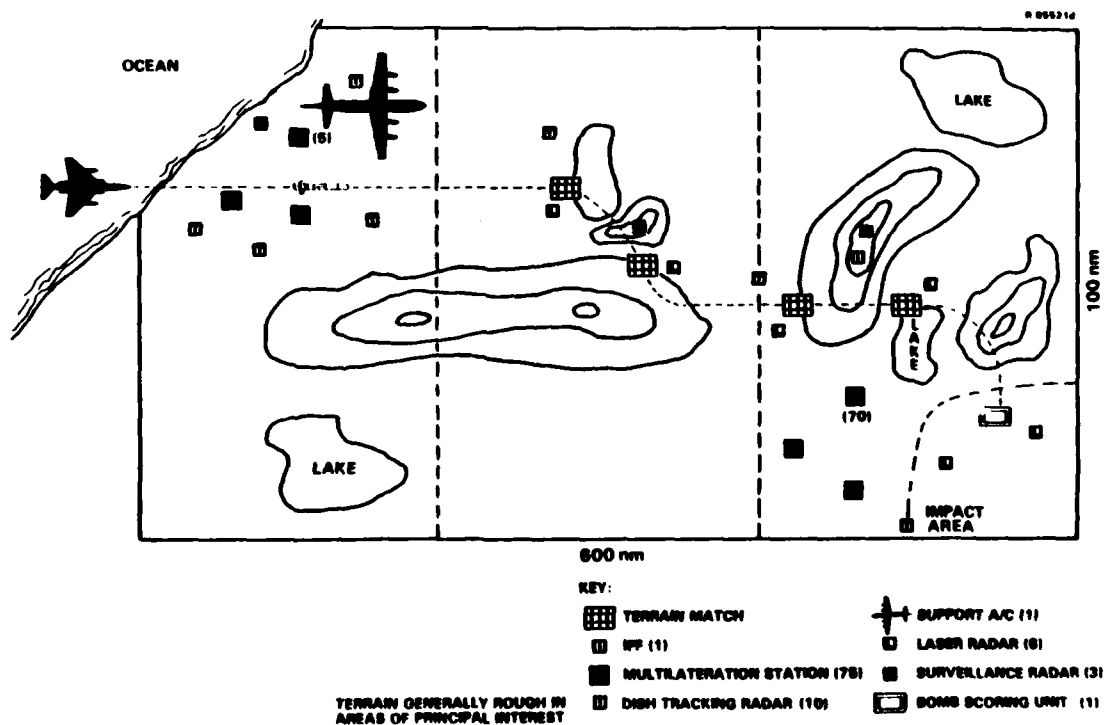 OCEAN
LAKE
(5)
LAKE
100 nm
(70)
LAKE
IMPACT
AREA
600 nm
KEY:
TERRAIN MATCH
SUPPORT A/C (1)
IFF (1)
LASER RADAR (6)
MULTILATERATION STATION (75)
SURVEILLANCE RADAR (3)
DISH TRACKING RADAR (10)
BOMB SCORING UNIT (1)
TERRAIN GENERALLY ROUGH IN
AREAS OF PRINCIPAL INTEREST